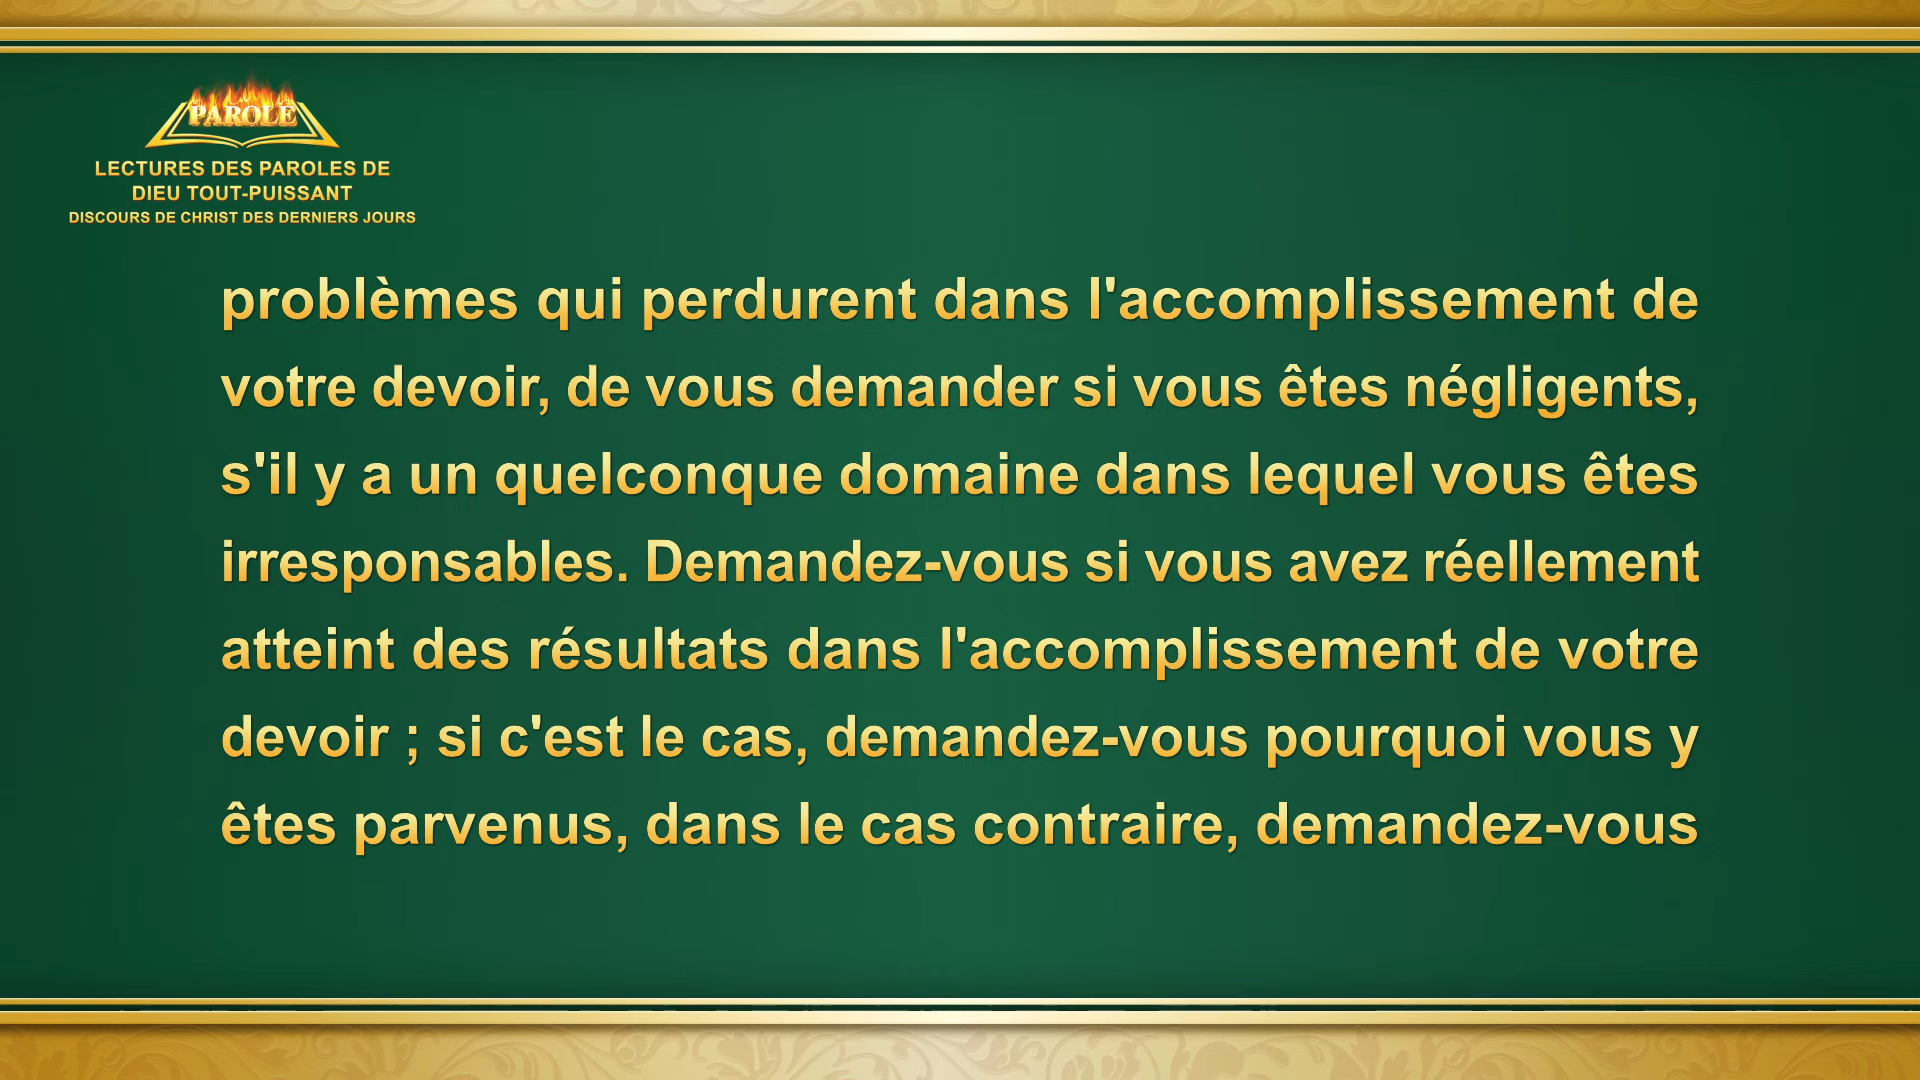 PAROLE
LECTURES DES PAROLES DE
DIEU TOUT-PUISSANT
DISCOURS DE CHRIST DES DERNIERS JOURS
problèmes qui perdurent dans l'accomplissement de
votre devoir, de vous demander si vous êtes négligents,
s'il y a un quelconque domaine dans lequel vous êtes
irresponsables. Demandez-vous si vous avez réellement
atteint des résultats dans l'accomplissement de votre
devoir ; si c'est le cas, demandez-vous pourquoi vous y
êtes parvenus, dans le cas contraire, demandez-vous